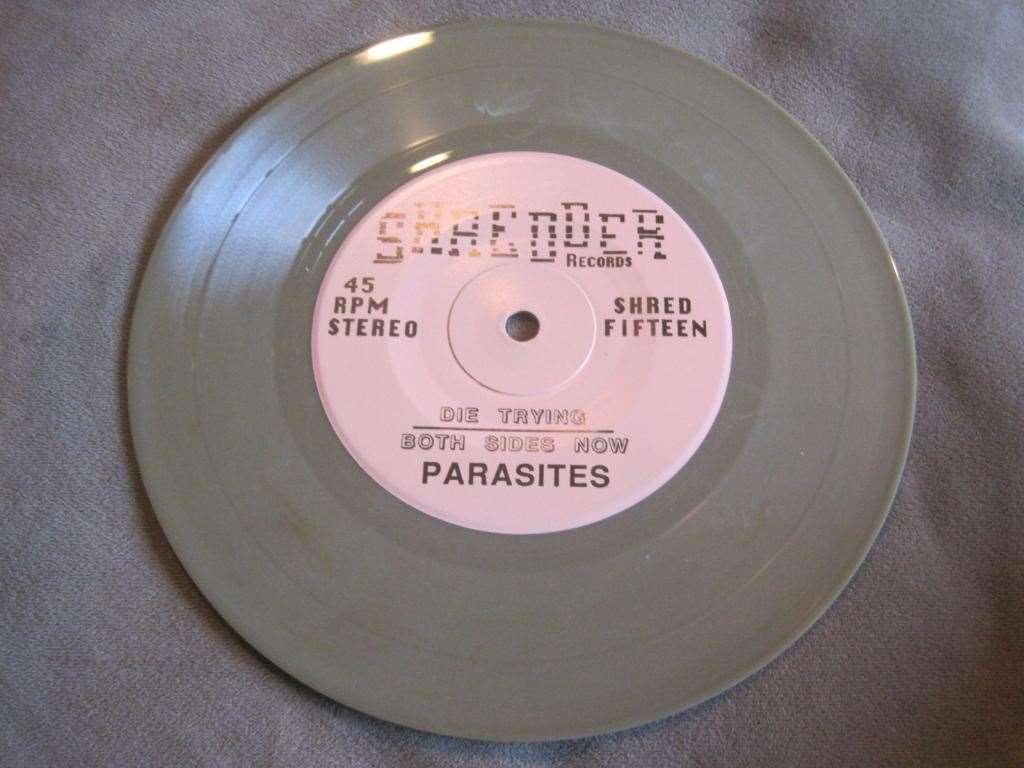 SHREDDER
RECORDS
45
RPM
STEREO
SHRED
FIFTEEN
DIE TRYING
BOTH SIDES NOW
PARASITES